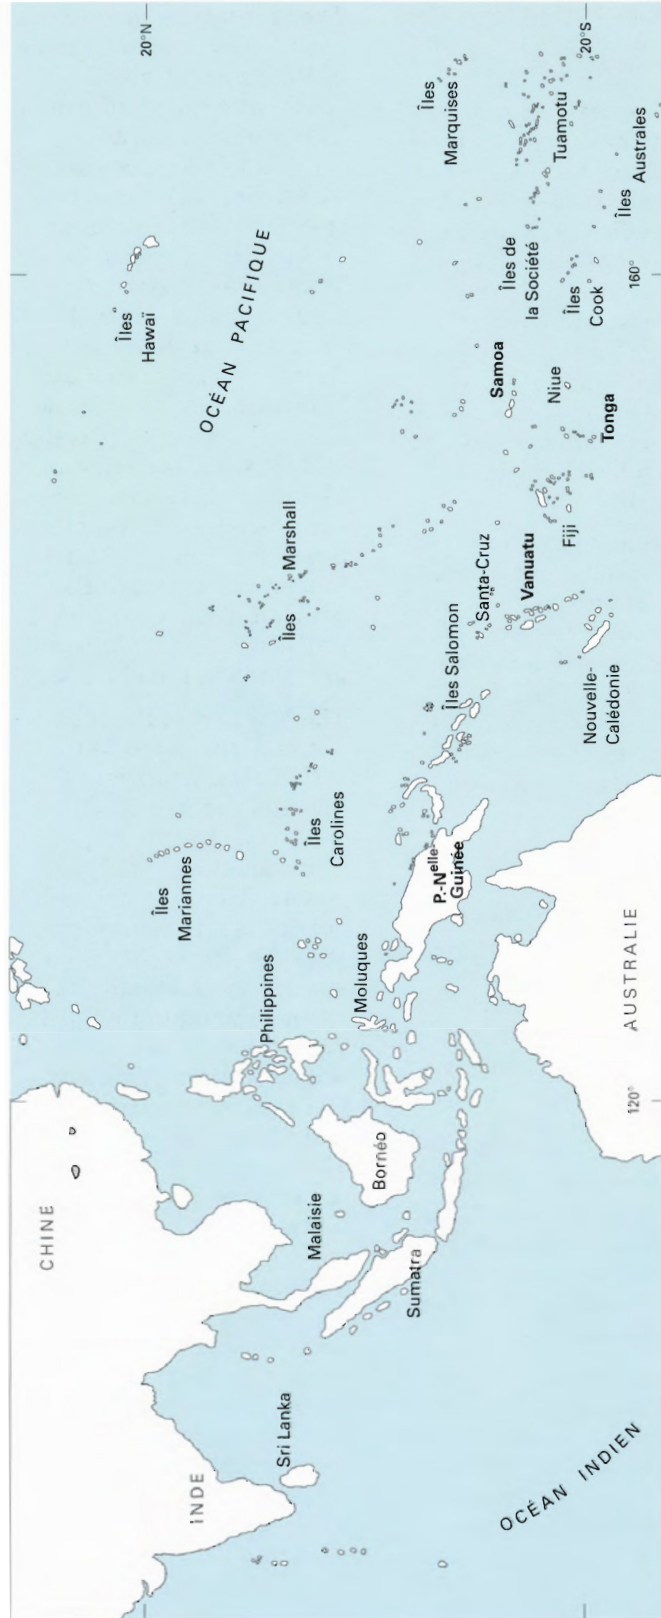 20°N
20°S
Îles
Marquises
Tuamotu
Îles
Australes
Îles
Hawaï
OCÉAN PACIFIQUE
Îles de
la Société
Îles
Cook
160°
Samoa
Niue
Tonga
Îles
Marshall
Santa-Cruz
Vanuatu
Fiji
Îles Salomon
Nouvelle-
Calédonie
Îles
Mariannes
Îles
Carolines
P.-Nelle-
Guinée
Philippines
Moluques
AUSTRALIE
120°
CHINE
Malaisie
Bornéo
Sumatra
INDE
Sri Lanka
OCÉAN INDIEN